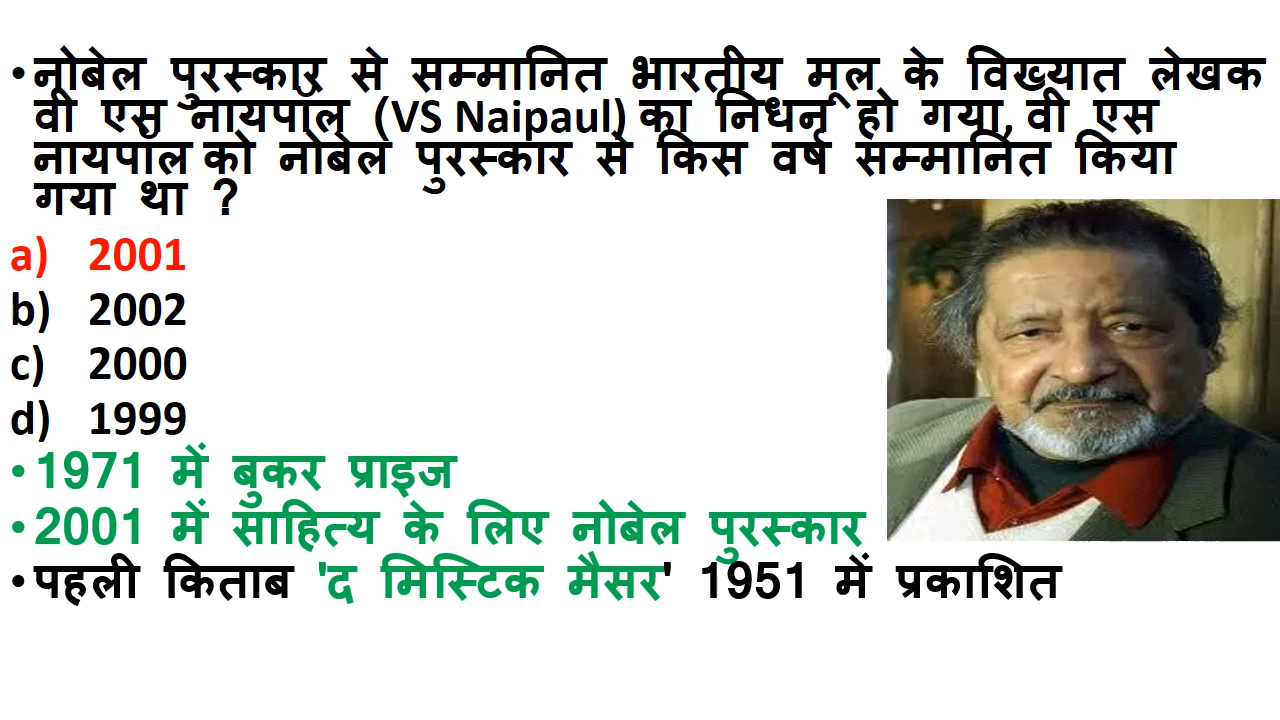 • नोबेल पुरस्कार से सम्मानित भारतीय मूल के विख्यात लेखक
वी एस नायपॉल (VS Naipaul) का निधन हो गया, वी एस
नायपॉल को नोबेल पुरस्कार से किस वर्ष सम्मानित किया
गया था ?
a) 2001
b) 2002
c) 2000
d) 1999
• 1971 में बुकर प्राइज
• 2001 में साहित्य के लिए नोबेल पुरस्कार
• पहली किताब 'द मिस्टिक मैसर' 1951 में प्रकाशित